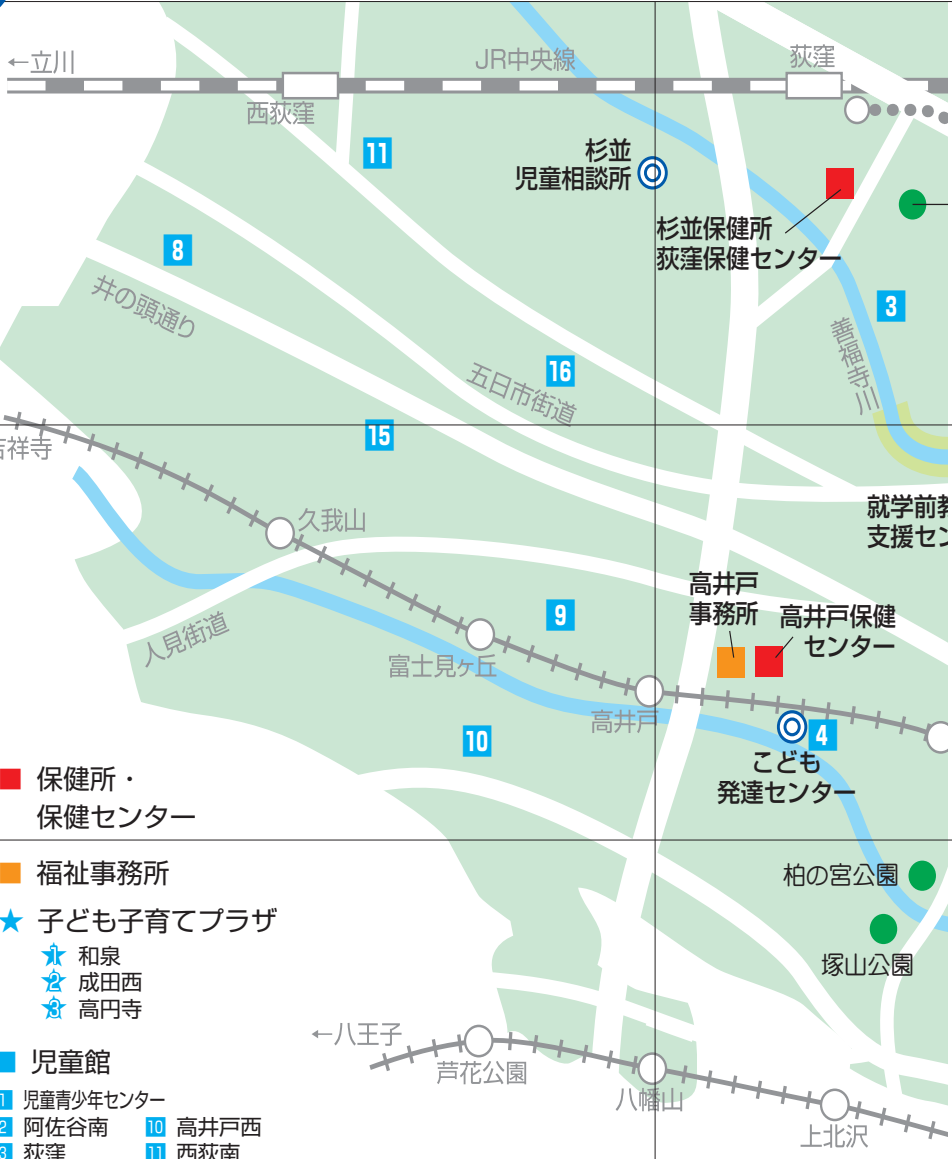 ←立川
JR中央線
荻窪
西荻窪
11
杉並
児童相談所
杉並保健所
荻窪保健センター
8
井の頭通り
3
善福寺川
16
五日市街道
15
吉祥寺
久我山
就学前教
支援セン
高井戸
事務所
高井戸保健
センター
9
人見街道
富士見ヶ丘
高井戸
10
4
こども
発達センター
保健所・
保健センター
福祉事務所
柏の宮公園
子ども子育てプラザ
塚山公園
1 和泉
2 成田西
3 高円寺
←八王子
児童館
芦花公園
八幡山
上北沢
1 児童青少年センター
2 阿佐谷南 10 高井戸西
3 荻窪 11 西荻南